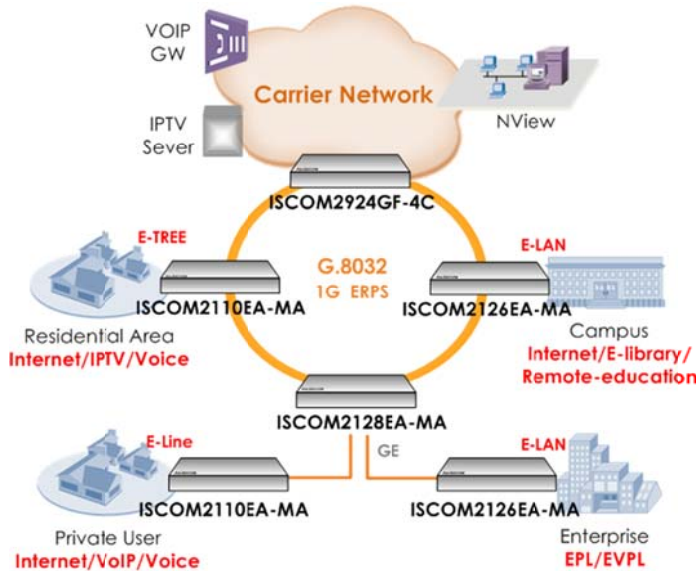 VOIP
GW
Carrier Network
IPTV
Sever
NView
ISCOM2924GF-4C
E-TREE
E-LAN
G.8032
1G ERPS
ISCOM2110EA-MA
ISCOM2126EA-MA
Residential Area
Internet/IPTV/Voice
Campus
Internet/E-library/
Remote-education
ISCOM2128EA-MA
E-Line
GE
E-LAN
ISCOM2110EA-MA
ISCOM2126EA-MA
Private User
Internet/VoIP/Voice
Enterprise
EPL/EVPL